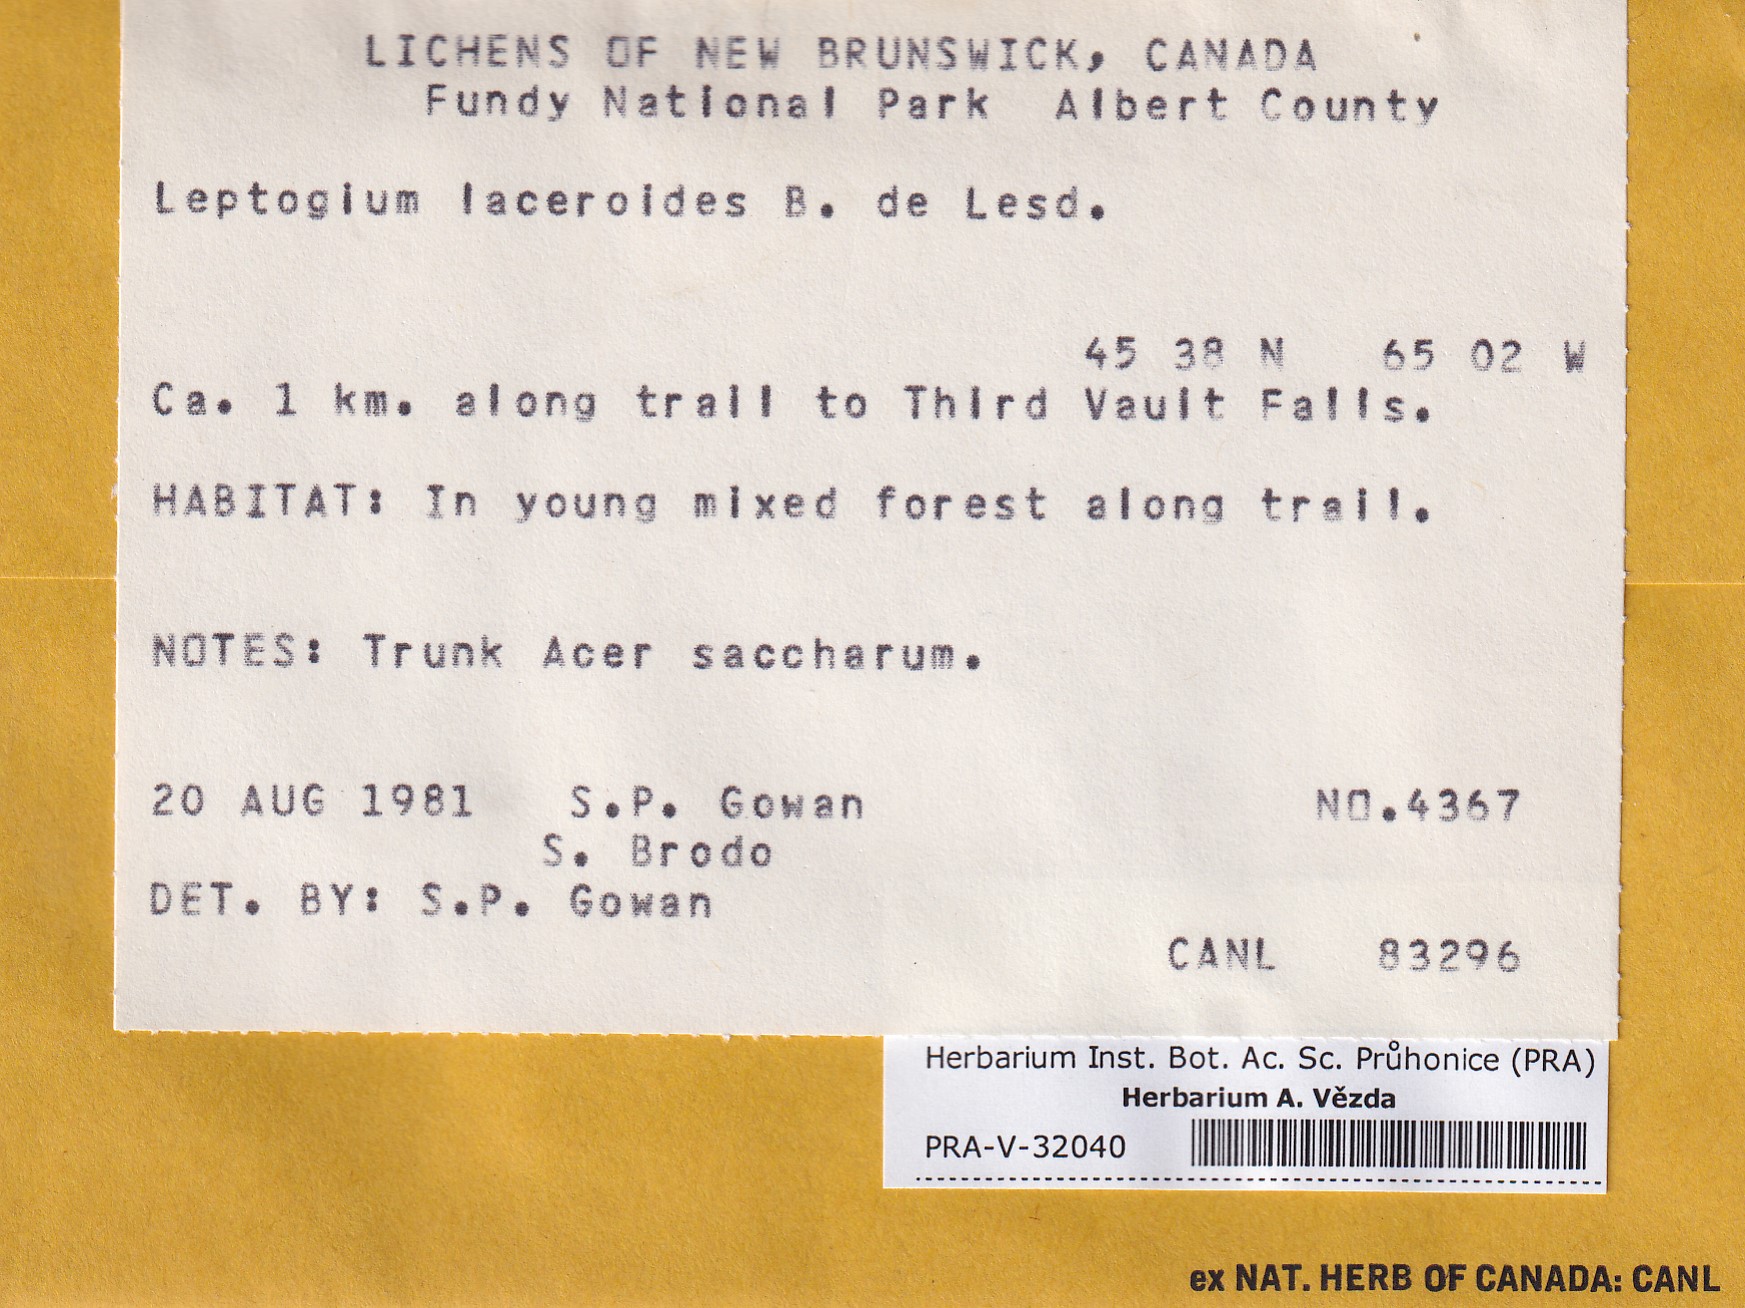 LICHENS OF NEW BRUNSWICK, CANADA
Fundy National Park Albert County
Leptogium laceroides B. de Lesd.
45 38 N 65 02 W
Ca. 1 km. along trail to Third Vault Falls.
HABITAT: In young mixed forest along trail.
NOTES: Trunk Acer saccharum.
20 AUG 1981 S.P. Gowan NO.4367
S. Brodo
DET. BY: S.P. Gowan
CANL 83296
Herbarium Inst. Bot. Ac. Sc. Průhonice (PRA)
Herbarium A. Vězda
PRA-V-32040
ex NAT. HERB OF CANADA: CANL